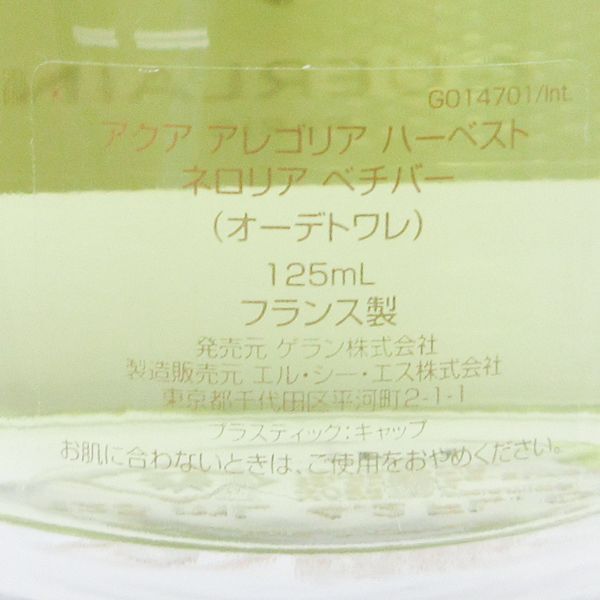 GUERLAIN
G014701/Int.
アクア アレゴリア ハーベスト
ネロリア ベチバー
(オーデトワレ)
125mL
フランス製
発売元 ゲラン株式会社
製造販売元 エル・シー・エス株式会社
東京都千代田区平河町2-1-1
プラスティック:キャップ
お肌に合わないときは、ご使用をおやめください。